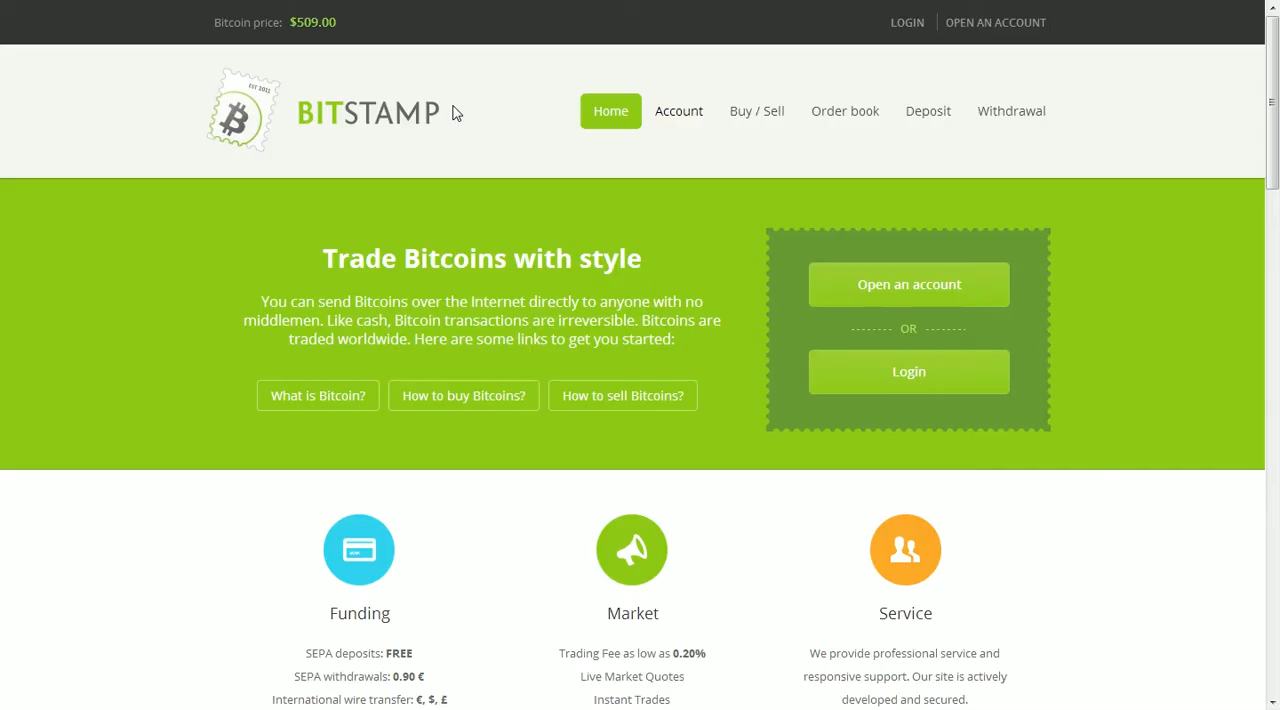 Bitcoin price: $509.00
LOGIN
OPEN AN ACCOUNT
EST 2011
BITSTAMP
Home
Account
Buy / Sell
Order book
Deposit
Withdrawal
Trade Bitcoins with style
You can send Bitcoins over the Internet directly to anyone with no
middlemen. Like cash, Bitcoin transactions are irreversible. Bitcoins are
traded worldwide. Here are some links to get you started:
What is Bitcoin?
How to buy Bitcoins?
How to sell Bitcoins?
Open an account
OR
Login
Funding
SEPA deposits: FREE
SEPA withdrawals: 0.90 €
International wire transfer: €, $, £
Market
Trading Fee as low as 0.20%
Live Market Quotes
Instant Trades
Service
We provide professional service and
responsive support. Our site is actively
developed and secured.